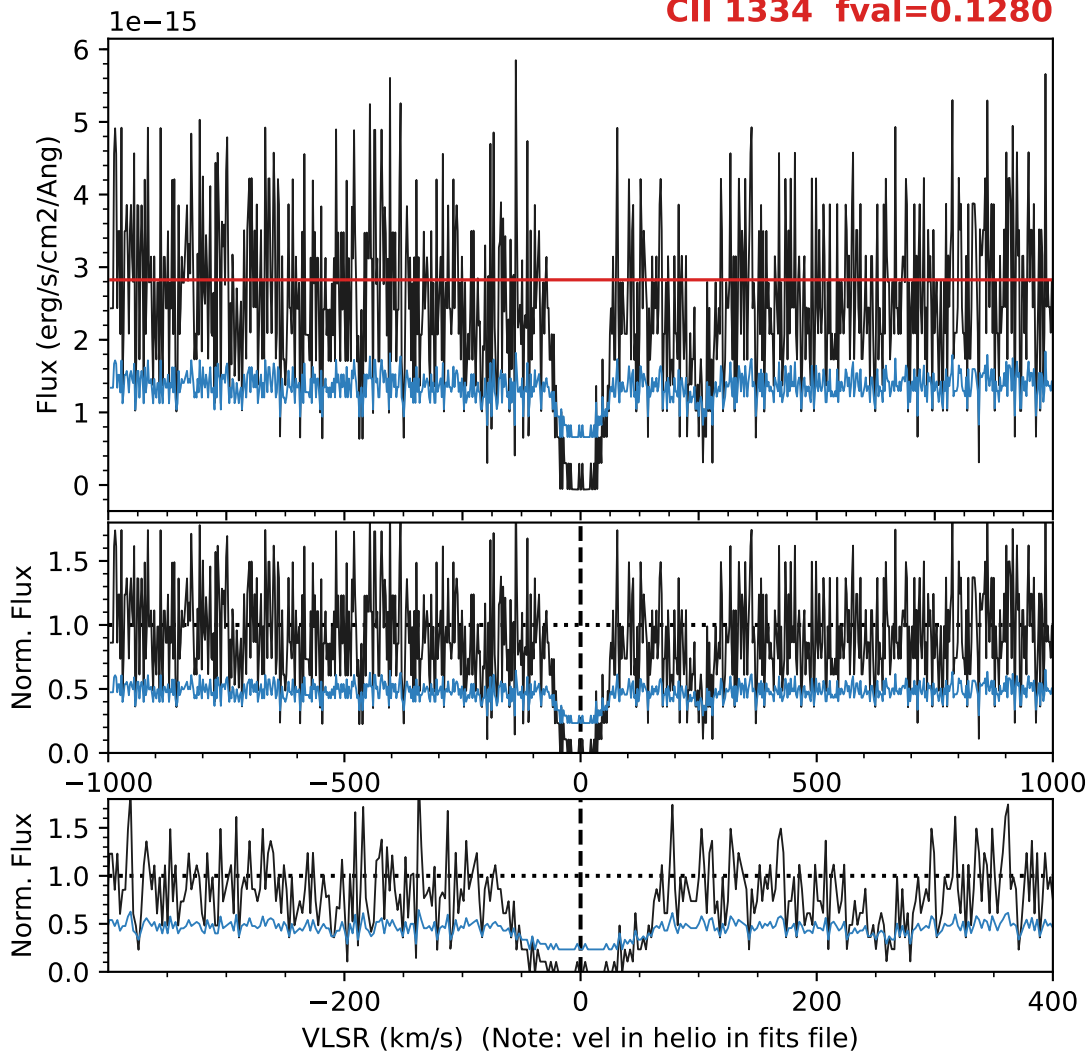 CII 1334 fval=0.1280
1e−15
6
5
4
3
2
1
0
Flux (erg/s/cm2/Ang)
1.5
1.0
0.5
0.0
Norm. Flux
−1000 −500 0 500 1000
1.5
1.0
0.5
0.0
Norm. Flux
−200 0 200 400
VLSR (km/s) (Note: vel in helio in fits file)